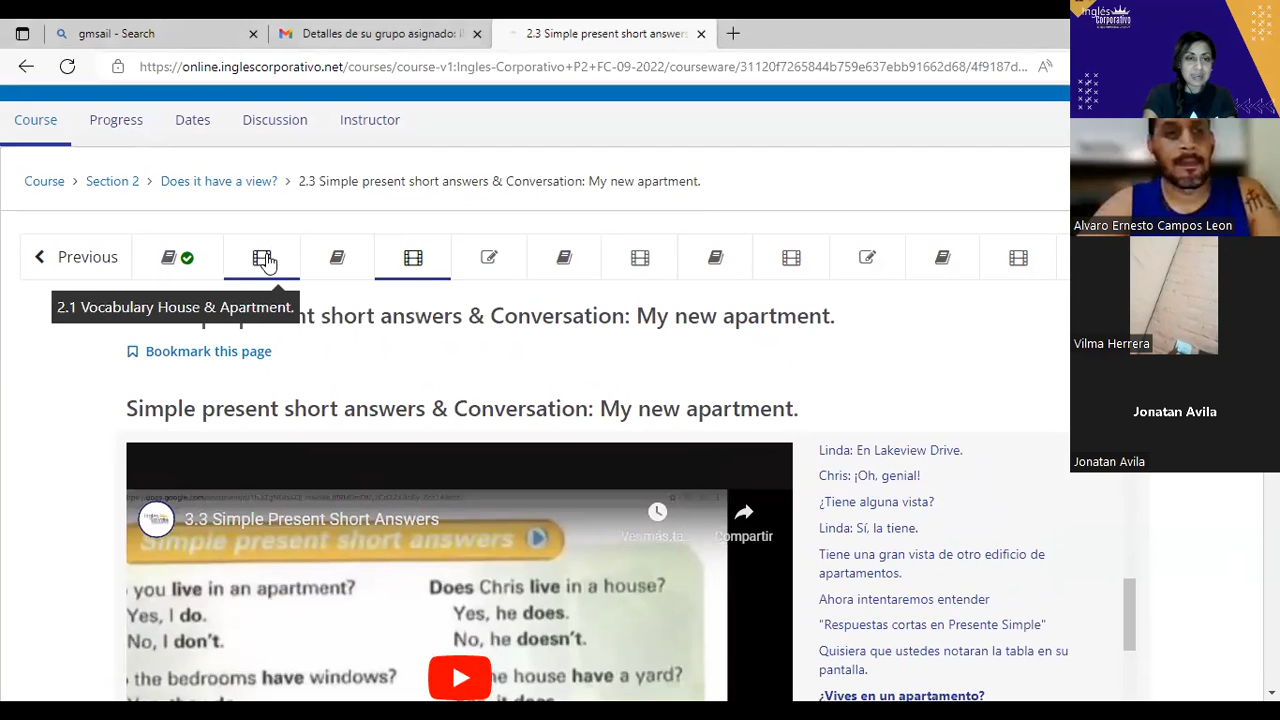 gmsail - Search
Detalles de su grupo asignado: il
2.3 Simple present short answers
https://online.inglescorporativo.net/courses/course-v1:Ingles-Corporativo+P2+FC-09-2022/courseware/31120f7265844b759e637ebb91662d68/4f9187d...
Inglés
Corporativo
Course
Progress
Dates
Discussion
Instructor
Course > Section 2 > Does it have a view? > 2.3 Simple present short answers & Conversation: My new apartment.
Alvaro Ernesto Campos Leon
Previous
2.1 Vocabulary House & Apartment.
nt short answers & Conversation: My new apartment.
Vilma Herrera
Bookmark this page
Simple present short answers & Conversation: My new apartment.
Jonatan Avila
Jonatan Avila
Linda: En Lakeview Drive.
Chris: ¡Oh, genial!
¿Tiene alguna vista?
Linda: Sí, la tiene.
Tiene una gran vista de otro edificio de
apartamentos.
Ahora intentaremos entender
"Respuestas cortas en Presente Simple"
Quisiera que ustedes notaran la tabla en su
pantalla.
¿Vives en un apartamento?
3.3 Simple Present Short Answers
Compartir
Simple present short answers
you live in an apartment?
Yes, I do.
No, I don't.
the bedrooms have windows?
Does Chris live in a house?
Yes, he does.
No, he doesn't.
he house have a yard?